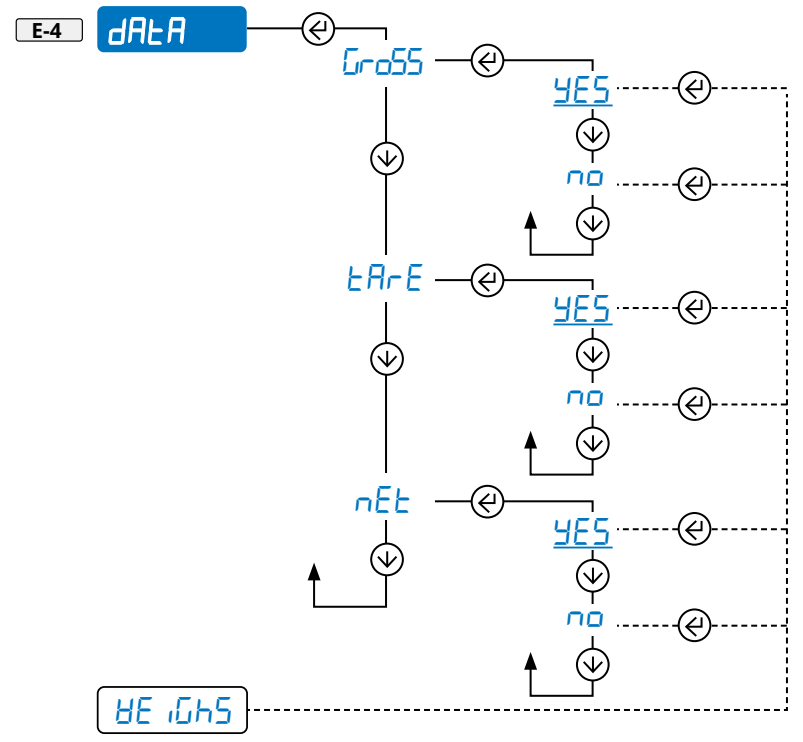 E-4 dAtA
GroSS
YES
no
tArE
YES
no
nEt
YES
no
WEiGhS